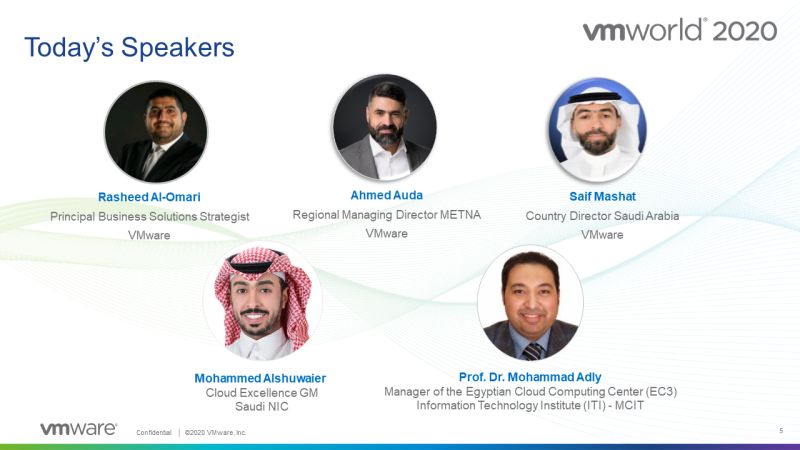 Today's Speakers
vmworld® 2020
Rasheed Al-Omari
Principal Business Solutions Strategist
VMware
Ahmed Auda
Regional Managing Director METNA
VMware
Saif Mashat
Country Director Saudi Arabia
VMware
Mohammed Alshuwaier
Cloud Excellence GM
Saudi NIC
Prof. Dr. Mohammad Adly
Manager of the Egyptian Cloud Computing Center (EC3)
Information Technology Institute (ITI) - MCIT
vmware®
Confidential | ©2020 VMware, Inc.
5